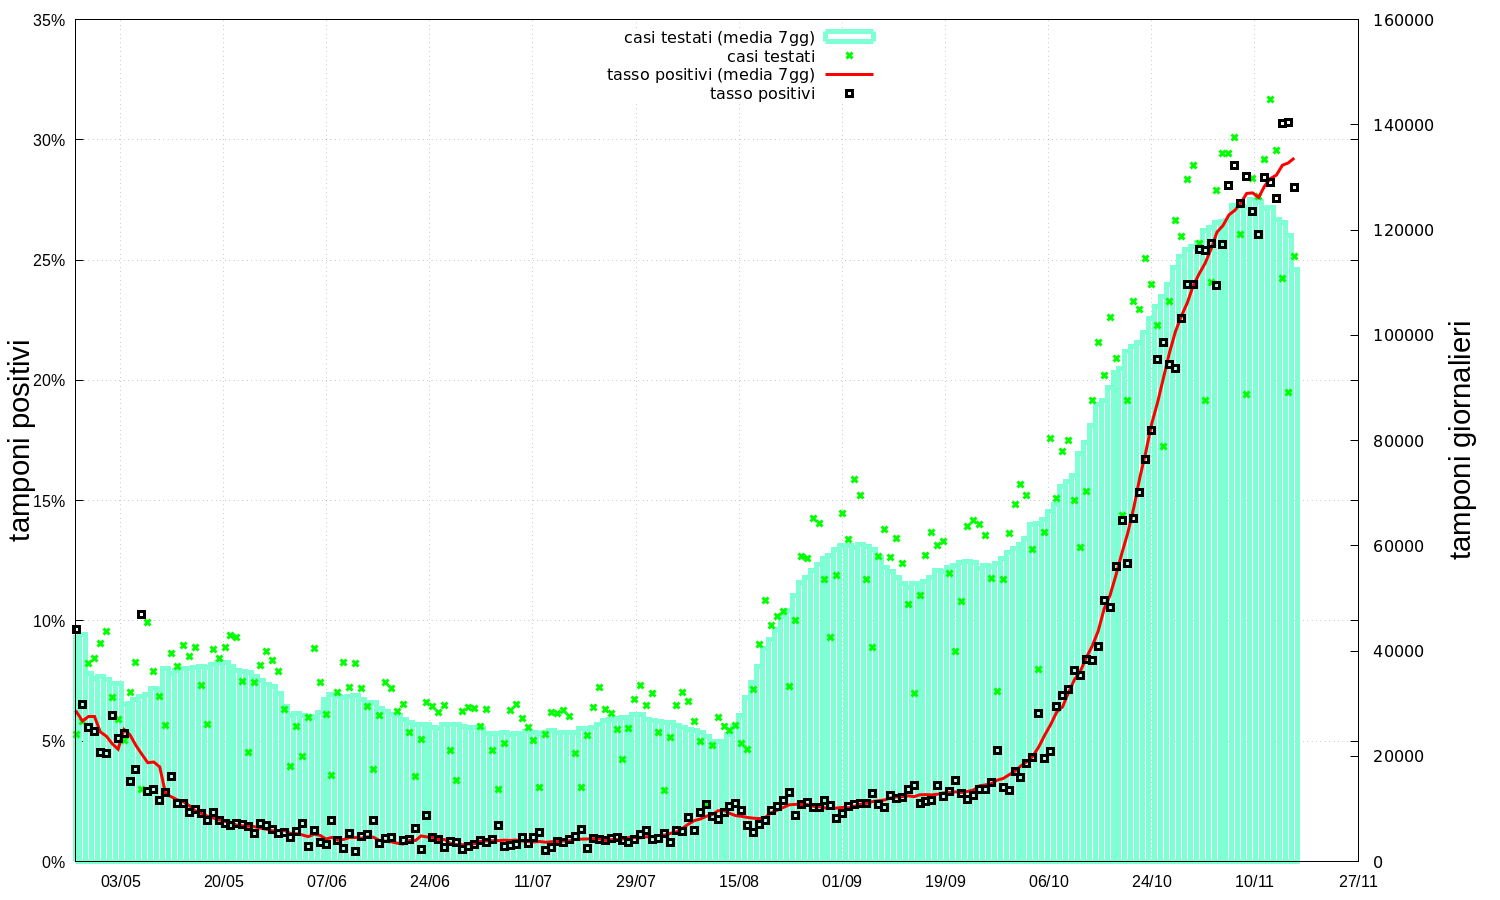 casi testati (media 7gg)
casi testati
tasso positivi (media 7gg)
tasso positivi
tamponi positivi
35%
30%
25%
20%
15%
10%
5%
0%
160000
140000
120000
100000
80000
60000
40000
20000
0
tamponi giornalieri
03/05 20/05 07/06 24/06 11/07 29/07 15/08 01/09 19/09 06/10 24/10 10/11 27/11